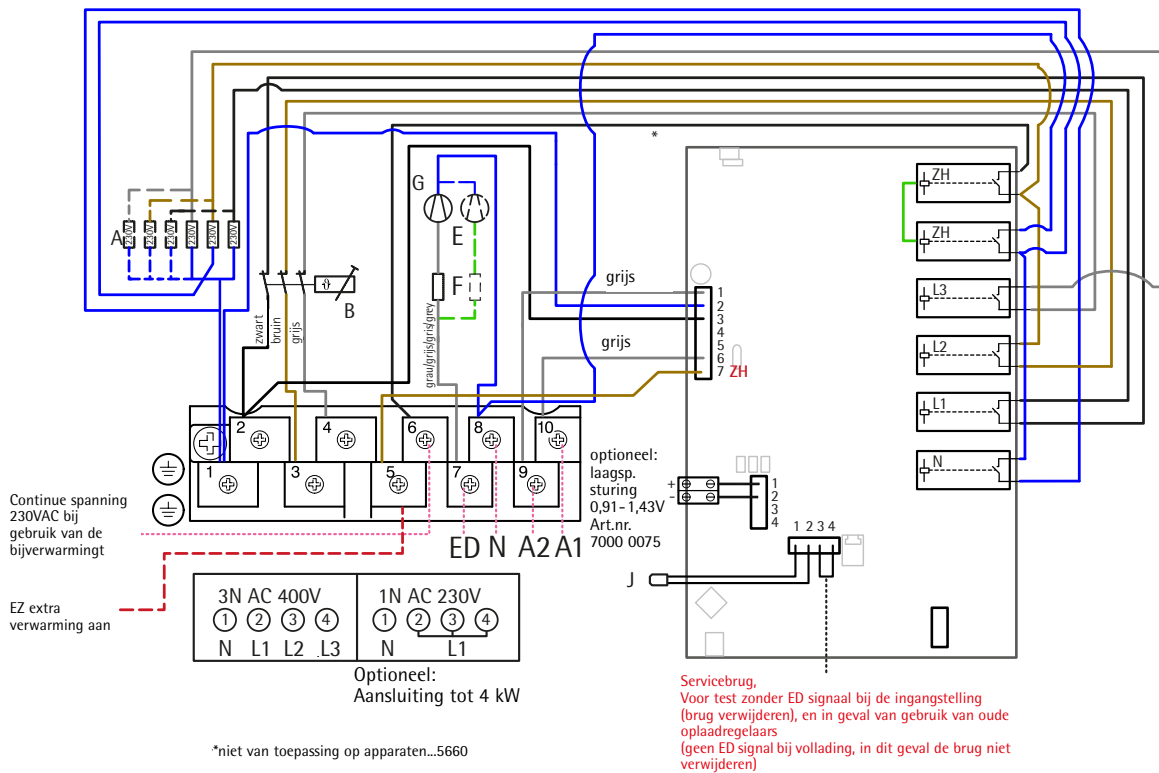 *
ZH
G
ZH
A
230V
230V
230V
230V
230V
230V
E
grijs
1
2
3
4
5
6
7
ZH
L3
B
F
zwart
bruin
grijs
grau/grijs/gris/grey
grijs
L2
L1
2
4
6
8
10
1
3
5
7
9
N
optioneel:
laagsp.
sturing
0,91-1,43V
Art.nr.
7000 0075
+
-
1
2
3
4
Continue spanning
230VAC bij
gebruik van de
bijverwarmingt
ED N A2 A1
1 2 3 4
J
EZ extra
verwarming aan
3N AC 400V
1 2 3 4
N L1 L2 .L3
1N AC 230V
1 2 3 4
N L1
Optioneel:
Aansluiting tot 4 kW
Servicebrug,
Voor test zonder ED signaal bij de ingangstelling
(brug verwijderen), en in geval van gebruik van oude
oplaadregelaars
(geen ED signal bij vollading, in dit geval de brug niet
verwijderen)
*niet van toepassing op apparaten...5660